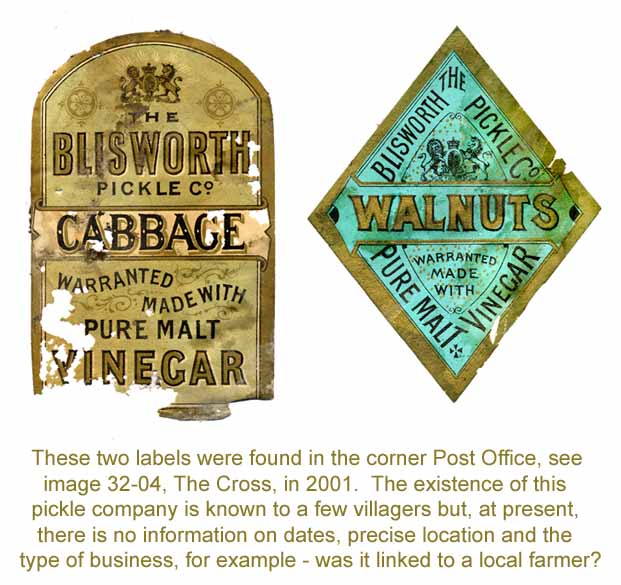 THE
BLISWORTH
PICKLE Cº
CABBAGE
WARRANTED
MADE WITH
PURE MALT
VINEGAR
THE
BLISWORTH PICKLE Cº
WALNUTS
WARRANTED
MADE
WITH
PURE MALT VINEGAR
These two labels were found in the corner Post Office, see
image 32-04, The Cross, in 2001.  The existence of this
pickle company is known to a few villagers but, at present,
there is no information on dates, precise location and the
type of business, for example - was it linked to a local farmer?